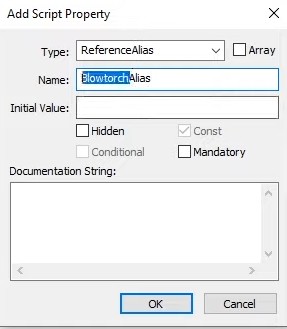 Add Script Property
Type: ReferenceAlias Array
Name: BlowtorchAlias
Initial Value:
Hidden Const
Conditional Mandatory
Documentation String:
OK Cancel